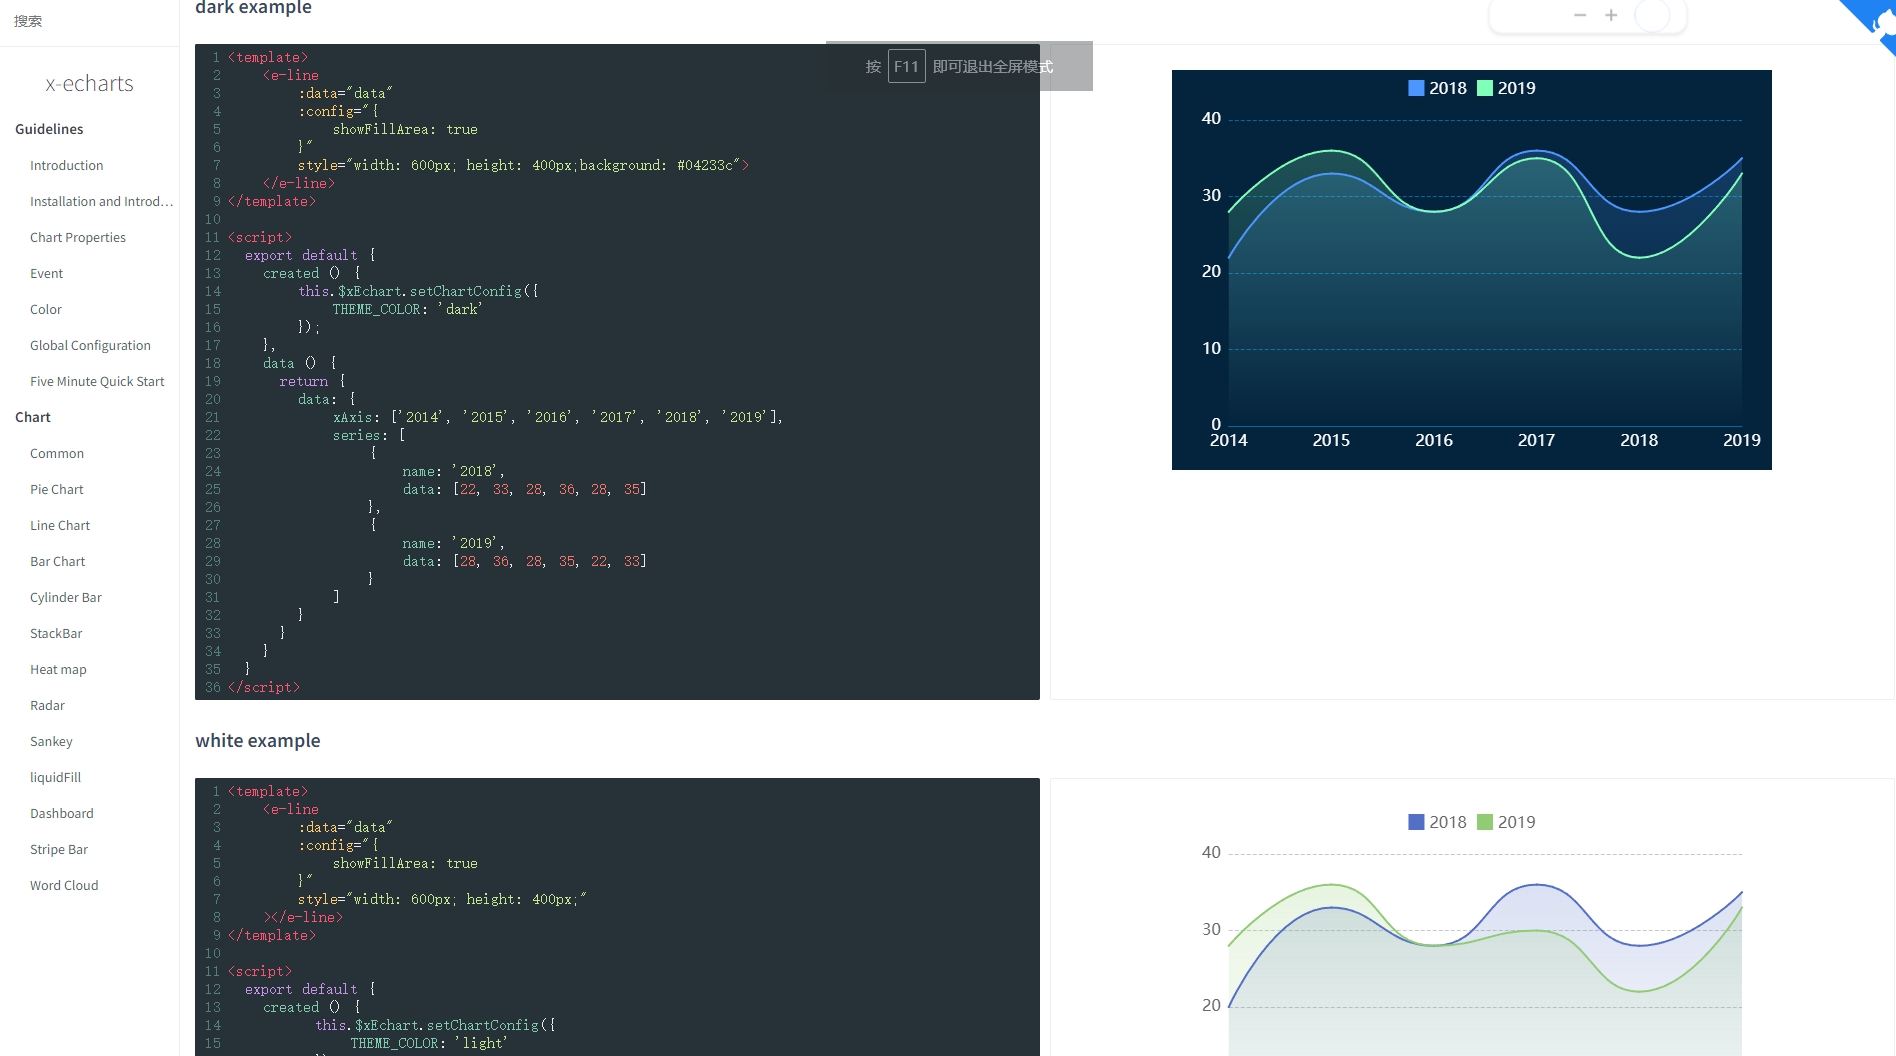 搜索
x-echarts
Guidelines
Introduction
Installation and Introd...
Chart Properties
Event
Color
Global Configuration
Five Minute Quick Start
Chart
Common
Pie Chart
Line Chart
Bar Chart
Cylinder Bar
StackBar
Heat map
Radar
Sankey
liquidFill
Dashboard
Stripe Bar
Word Cloud
dark example
按 F11 即可退出全屏模式
1 <template>
2 <e-line
3 :data="data"
4 :config="{
5 showFillArea: true
6 }"
7 style="width: 600px; height: 400px;background: #04233c">
8 </e-line>
9 </template>
10
11 <script>
12 export default {
13 created () {
14 this.$xEchart.setChartConfig({
15 THEME_COLOR: 'dark'
16 });
17 },
18 data () {
19 return {
20 data: {
21 xAxis: ['2014', '2015', '2016', '2017', '2018', '2019'],
22 series: [
23 {
24 name: '2018',
25 data: [22, 33, 28, 36, 28, 35]
26 },
27 {
28 name: '2019',
29 data: [28, 36, 28, 35, 22, 33]
30 }
31 ]
32 }
33 }
34 }
35 }
36 </script>
2018 2019
40
30
20
10
0
2014 2015 2016 2017 2018 2019
white example
1 <template>
2 <e-line
3 :data="data"
4 :config="{
5 showFillArea: true
6 }"
7 style="width: 600px; height: 400px;"
8 ></e-line>
9 </template>
10
11 <script>
12 export default {
13 created () {
14 this.$xEchart.setChartConfig({
15 THEME_COLOR: 'light'
2018 2019
40
30
20